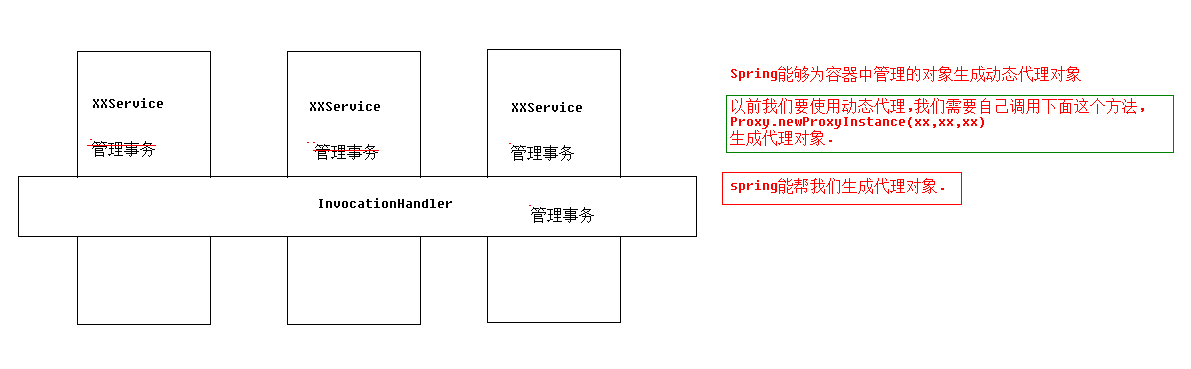 XXService
管理事务
XXService
管理事务
XXService
管理事务
InvocationHandler
管理事务
Spring能够为容器中管理的对象生成动态代理对象
以前我们要使用动态代理,我们需要自己调用下面这个方法,
Proxy.newProxyInstance(xx,xx,xx)
生成代理对象.
spring能帮我们生成代理对象.